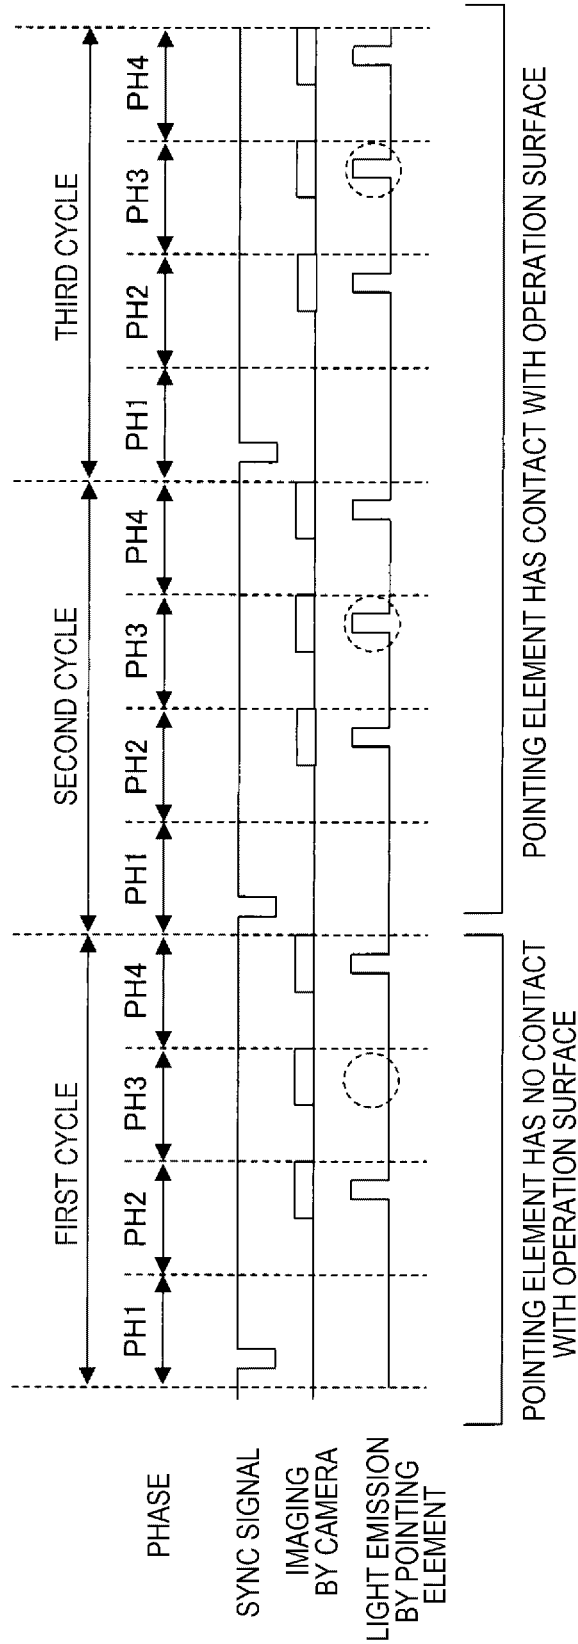 FIRST CYCLE
SECOND CYCLE
THIRD CYCLE
PHASE
PH1
PH2
PH3
PH4
PH1
PH2
PH3
PH4
PH1
PH2
PH3
PH4
SYNC SIGNAL
IMAGING
BY CAMERA
LIGHT EMISSION
BY POINTING
ELEMENT
POINTING ELEMENT HAS NO CONTACT
WITH OPERATION SURFACE
POINTING ELEMENT HAS CONTACT WITH OPERATION SURFACE